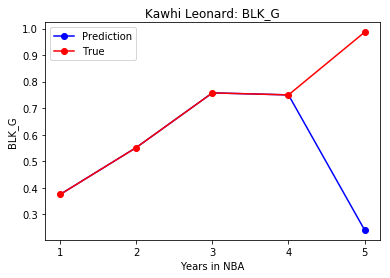 Kawhi Leonard: BLK_G
Prediction
True
1.0
0.9
0.8
0.7
0.6
0.5
0.4
0.3
BLK_G
1 2 3 4 5
Years in NBA